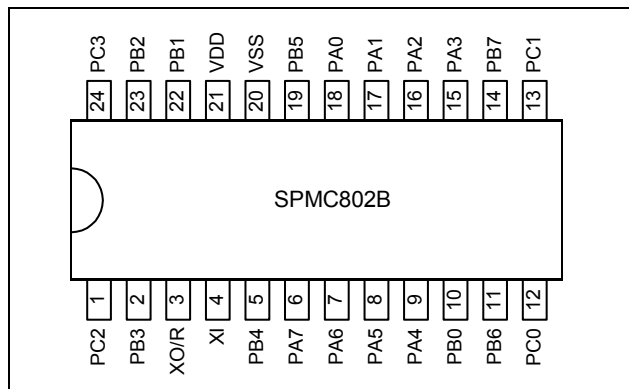 PC3 PB2 PB1 VDD VSS PB5 PA0 PA1 PA2 PA3 PB7 PC1
24 23 22 21 20 19 18 17 16 15 14 13
SPMC802B
1 2 3 4 5 6 7 8 9 10 11 12
PC2 PB3 XO/R XI PB4 PA7 PA6 PA5 PA4 PB0 PB6 PC0